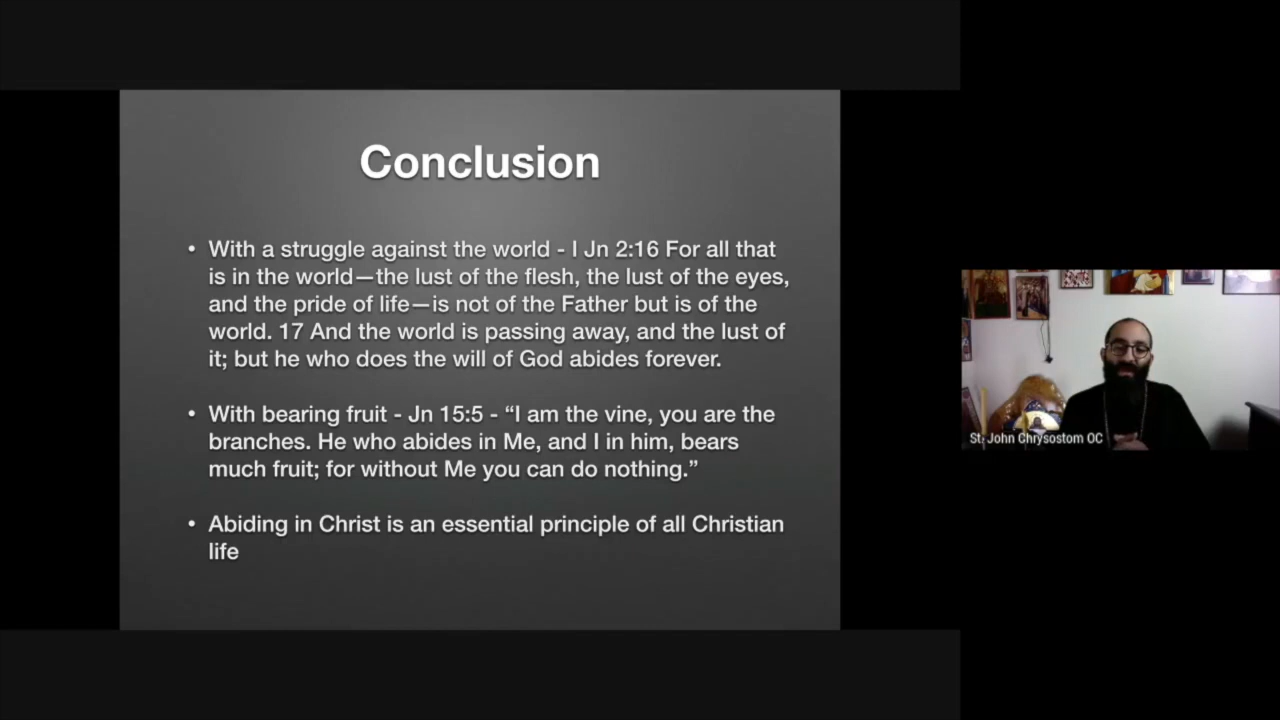 Conclusion
• With a struggle against the world - I Jn 2:16 For all that
is in the world—the lust of the flesh, the lust of the eyes,
and the pride of life—is not of the Father but is of the
world. 17 And the world is passing away, and the lust of
it; but he who does the will of God abides forever.
• With bearing fruit - Jn 15:5 - “I am the vine, you are the
branches. He who abides in Me, and I in him, bears
much fruit; for without Me you can do nothing.”
• Abiding in Christ is an essential principle of all Christian
life
St. John Chrysostom OC